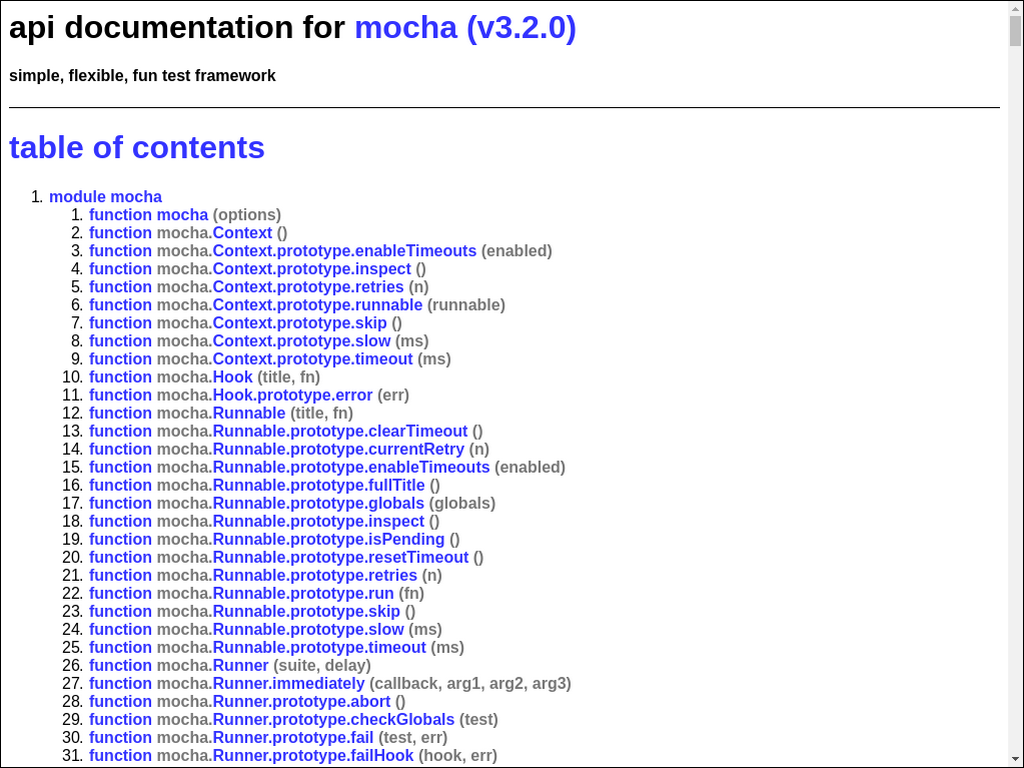 api documentation for mocha (v3.2.0)
simple, flexible, fun test framework
table of contents
1. module mocha
1. function mocha (options)
2. function mocha.Context ()
3. function mocha.Context.prototype.enableTimeouts (enabled)
4. function mocha.Context.prototype.inspect ()
5. function mocha.Context.prototype.retries (n)
6. function mocha.Context.prototype.runnable (runnable)
7. function mocha.Context.prototype.skip ()
8. function mocha.Context.prototype.slow (ms)
9. function mocha.Context.prototype.timeout (ms)
10. function mocha.Hook (title, fn)
11. function mocha.Hook.prototype.error (err)
12. function mocha.Runnable (title, fn)
13. function mocha.Runnable.prototype.clearTimeout ()
14. function mocha.Runnable.prototype.currentRetry (n)
15. function mocha.Runnable.prototype.enableTimeouts (enabled)
16. function mocha.Runnable.prototype.fullTitle ()
17. function mocha.Runnable.prototype.globals (globals)
18. function mocha.Runnable.prototype.inspect ()
19. function mocha.Runnable.prototype.isPending ()
20. function mocha.Runnable.prototype.resetTimeout ()
21. function mocha.Runnable.prototype.retries (n)
22. function mocha.Runnable.prototype.run (fn)
23. function mocha.Runnable.prototype.skip ()
24. function mocha.Runnable.prototype.slow (ms)
25. function mocha.Runnable.prototype.timeout (ms)
26. function mocha.Runner (suite, delay)
27. function mocha.Runner.immediately (callback, arg1, arg2, arg3)
28. function mocha.Runner.prototype.abort ()
29. function mocha.Runner.prototype.checkGlobals (test)
30. function mocha.Runner.prototype.fail (test, err)
31. function mocha.Runner.prototype.failHook (hook, err)